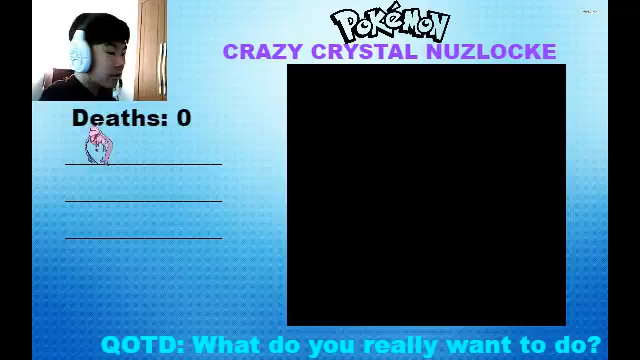 POKéMON
CRAZY CRYSTAL NUZLOCKE
Deaths: 0
QOTD: What do you really want to do?